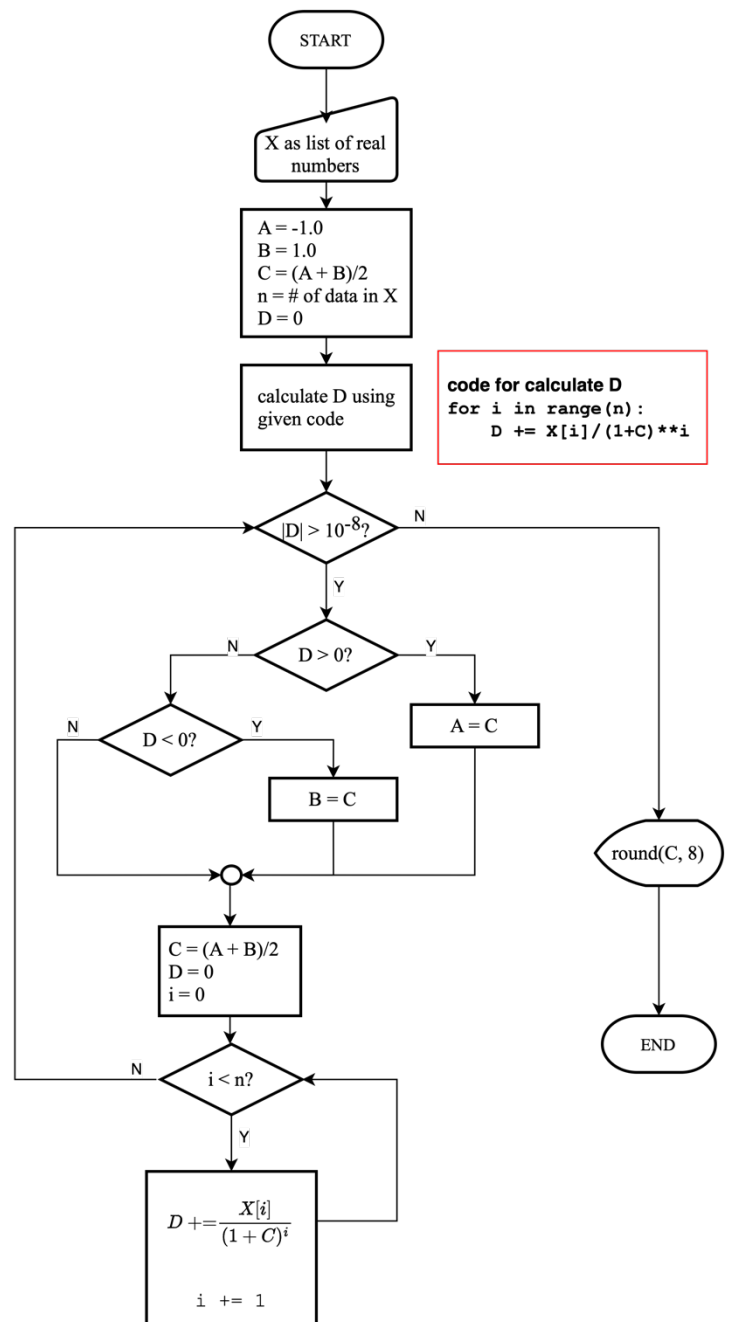 START
X as list of real
numbers
A = -1.0
B = 1.0
C = (A + B)/2
n = # of data in X
D = 0
calculate D using
given code
code for calculate D
for i in range(n):
    D += X[i]/(1+C)**i
|D| > 10⁻⁸?
N
Y
D > 0?
N
Y
A = C
D < 0?
N
Y
B = C
round(C, 8)
C = (A + B)/2
D = 0
i = 0
END
i < n?
N
Y
D += X[i]/(1 + C)^i
i += 1